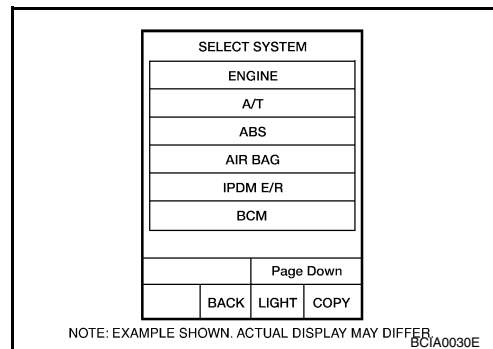 SELECT SYSTEM
ENGINE
A/T
ABS
AIR BAG
IPDM E/R
BCM
Page Down
BACK LIGHT COPY
NOTE: EXAMPLE SHOWN. ACTUAL DISPLAY MAY DIFFER.
BCIA0030E